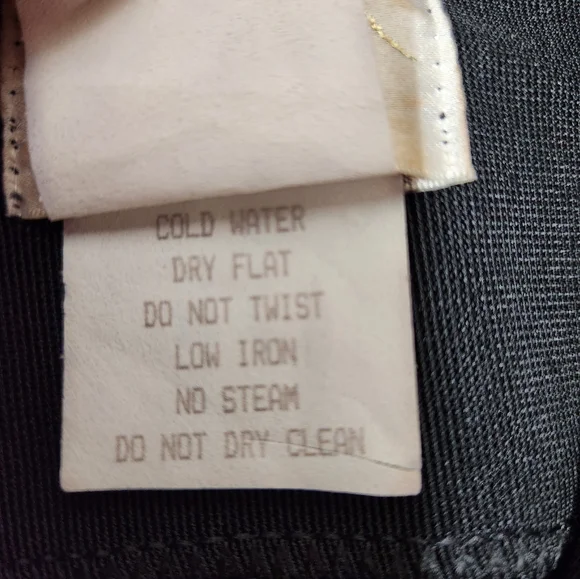 COLD WATER
DRY FLAT
DO NOT TWIST
LOW IRON
NO STEAM
DO NOT DRY CLEAN